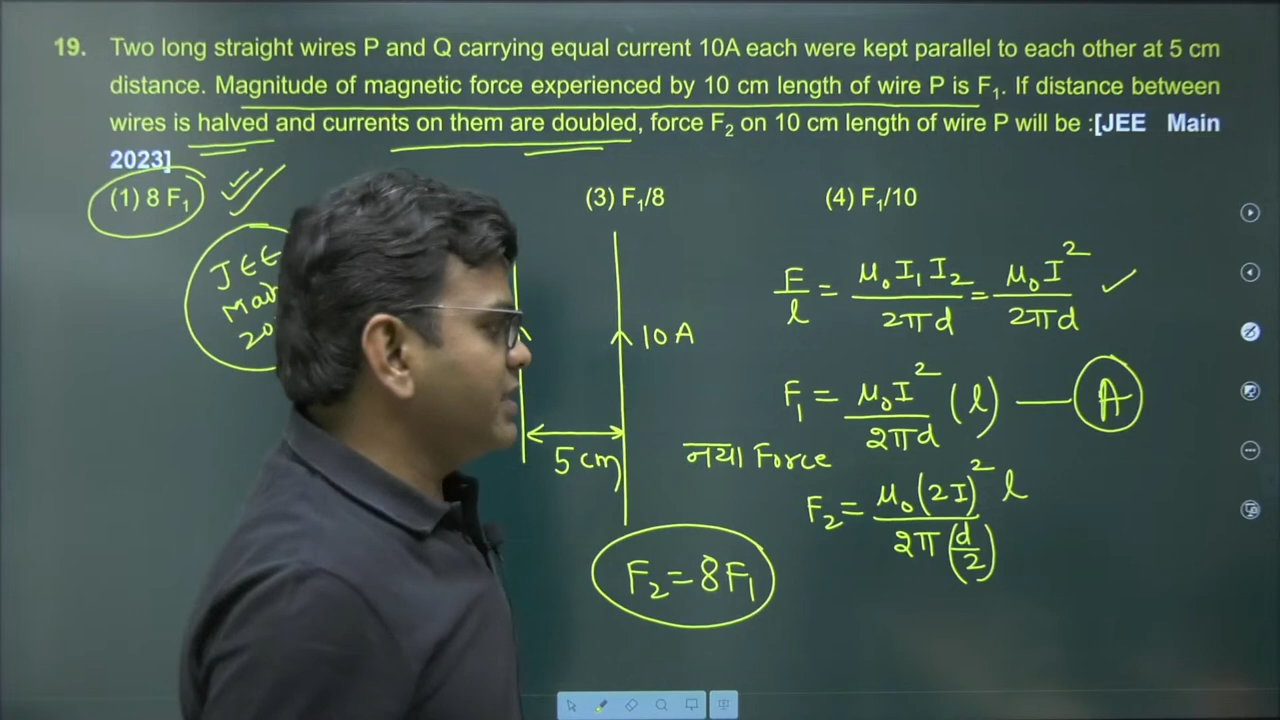 19. Two long straight wires P and Q carrying equal current 10A each were kept parallel to each other at 5 cm
distance. Magnitude of magnetic force experienced by 10 cm length of wire P is F₁. If distance between
wires is halved and currents on them are doubled, force F₂ on 10 cm length of wire P will be :[JEE Main
2023]
(1) 8 F₁
(3) F₁/8
(4) F₁/10
JEE
10A
5 cm
F/l = μ₀I₁I₂/2πd = μ₀I²/2πd ✓
F₁ = μ₀I²/2πd (l) — A
नया Force
F₂ = μ₀(2I)² l/2π(d/2)
F₂=8F₁